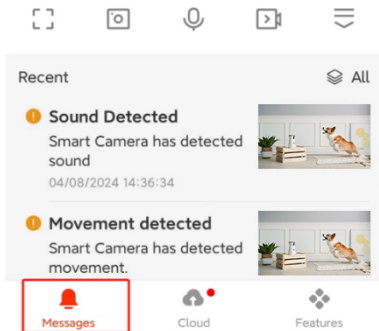 Recent
All
Sound Detected
Smart Camera has detected
sound
04/08/2024 14:36:34
Movement detected
Smart Camera has detected
movement.
Messages
Cloud
Features